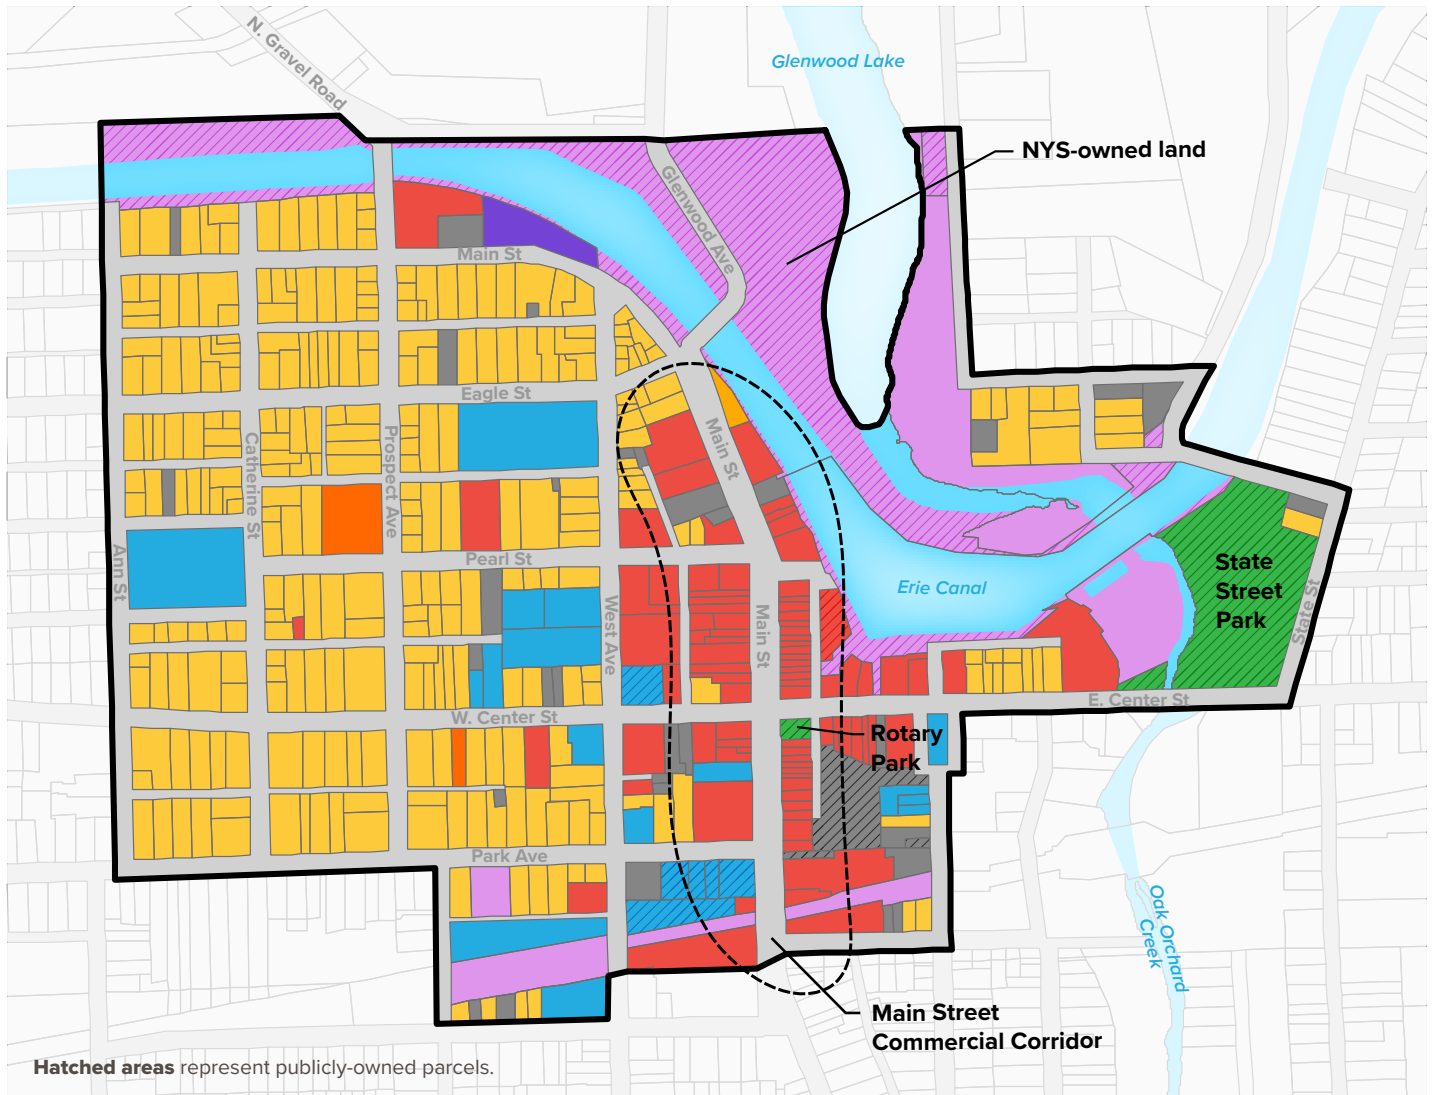 N. Gravel Road
Glenwood Lake
NYS-owned land
Glenwood Ave
Main St
Eagle St
Main St
Catherine St
Prospect Ave
Ann St
Pearl St
West Ave
Main St
Erie Canal
State
Street
Park
State St
W. Center St
E. Center St
Rotary
Park
Park Ave
Oak Orchard
Creek
Main Street
Commercial Corridor
Hatched areas represent publicly-owned parcels.